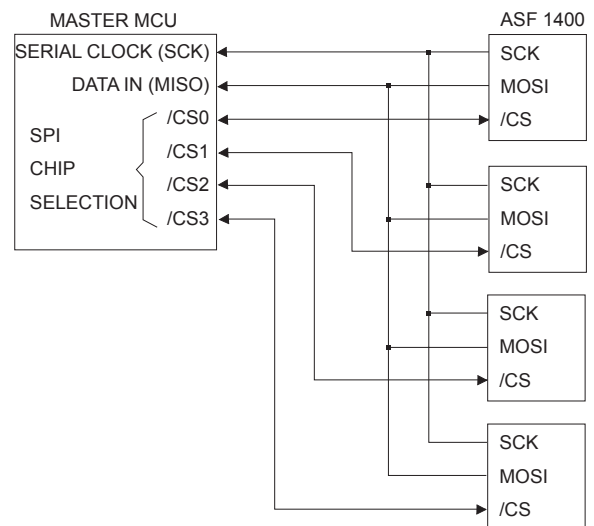 MASTER MCU
SERIAL CLOCK (SCK)
DATA IN (MISO)
/CS0
/CS1
/CS2
/CS3
SPI
CHIP
SELECTION
ASF 1400
SCK
MOSI
/CS
SCK
MOSI
/CS
SCK
MOSI
/CS
SCK
MOSI
/CS